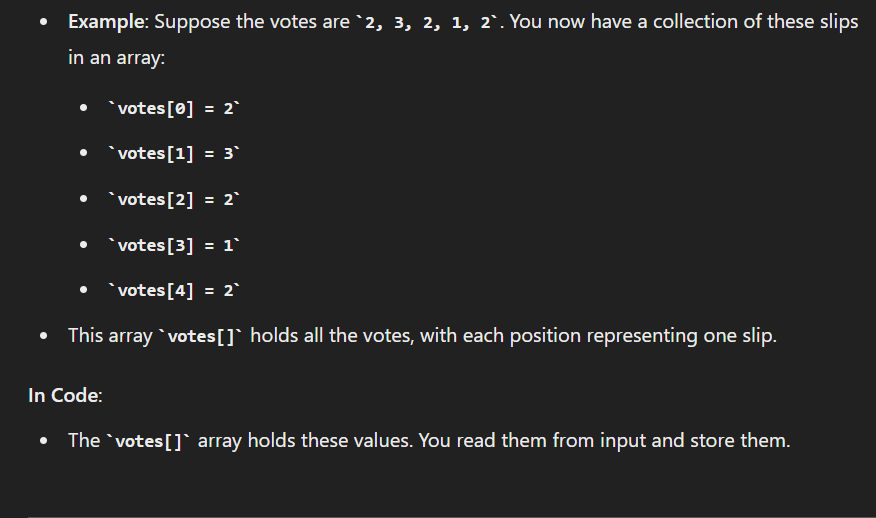 Example: Suppose the votes are `2, 3, 2, 1, 2`. You now have a collection of these slips
in an array:
`votes[0] = 2`
`votes[1] = 3`
`votes[2] = 2`
`votes[3] = 1`
`votes[4] = 2`
This array `votes[]` holds all the votes, with each position representing one slip.
In Code:
The `votes[]` array holds these values. You read them from input and store them.